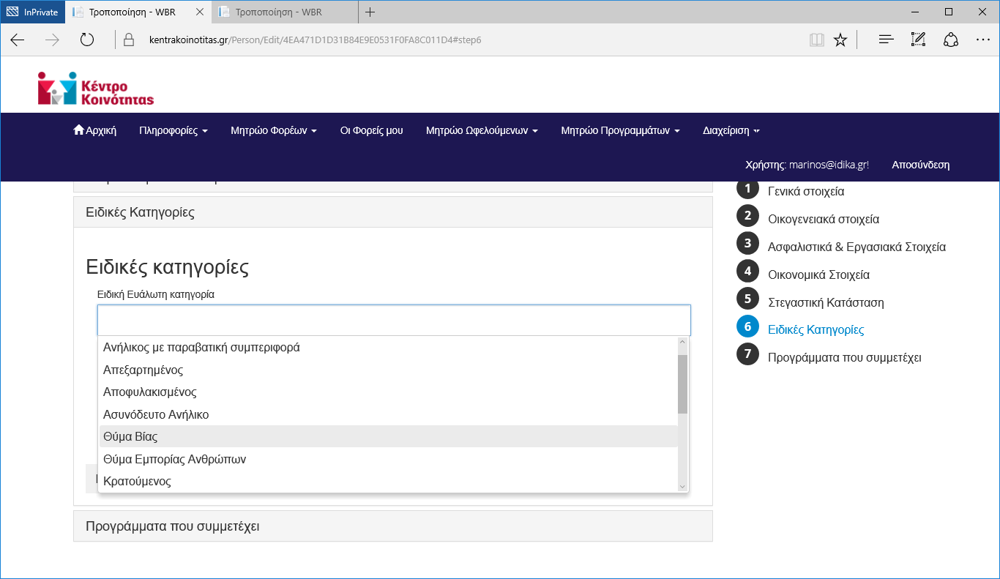 InPrivate
Τροποποίηση - WBR
Τροποποίηση - WBR
kentrakoinotitas.gr/Person/Edit/4EA471D1D31B84E9E0531F0FA8C011D4#step6
Κέντρο
Κοινότητας
Αρχική Πληροφορίες Μητρώο Φορέων Οι Φορείς μου Μητρώο Ωφελούμενων Μητρώο Προγραμμάτων Διαχείριση
Χρήστης: marinos@idika.gr! Αποσύνδεση
Ειδικές Κατηγορίες
Ειδικές κατηγορίες
Ειδική Ευάλωτη κατηγορία
Ανήλικος με παραβατική συμπεριφορά
Απεξαρτημένος
Αποφυλακισμένος
Ασυνόδευτο Ανήλικο
Θύμα Βίας
Θύμα Εμπορίας Ανθρώπων
Κρατούμενος
Προγράμματα που συμμετέχει
1 Γενικά στοιχεία
2 Οικογενειακά στοιχεία
3 Ασφαλιστικά & Εργασιακά Στοιχεία
4 Οικονομικά Στοιχεία
5 Στεγαστική Κατάσταση
6 Ειδικές Κατηγορίες
7 Προγράμματα που συμμετέχει